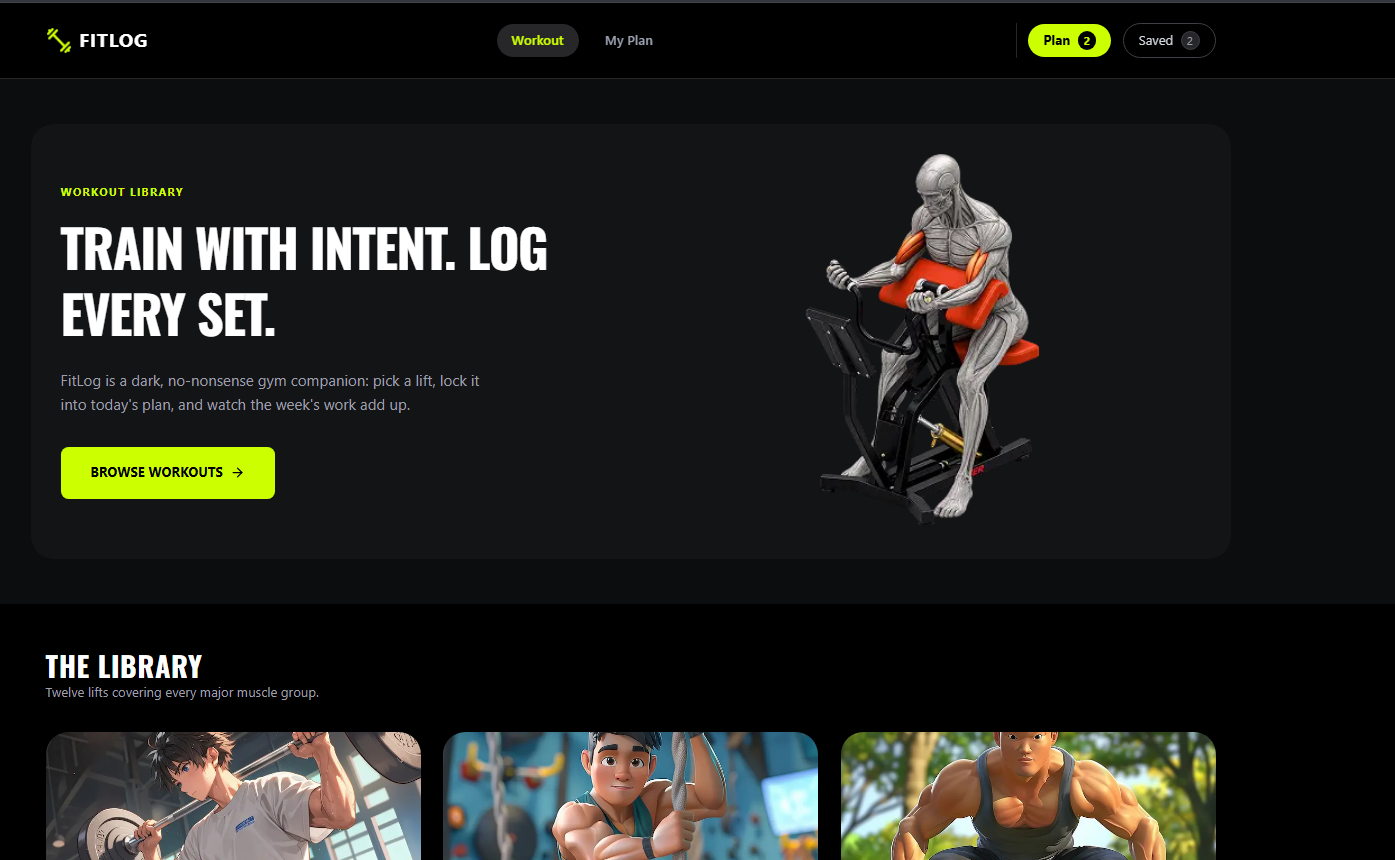 FITLOG
Workout
My Plan
Plan 2
Saved 2
WORKOUT LIBRARY
TRAIN WITH INTENT. LOG
EVERY SET.
FitLog is a dark, no-nonsense gym companion: pick a lift, lock it
into today's plan, and watch the week's work add up.
BROWSE WORKOUTS →
THE LIBRARY
Twelve lifts covering every major muscle group.